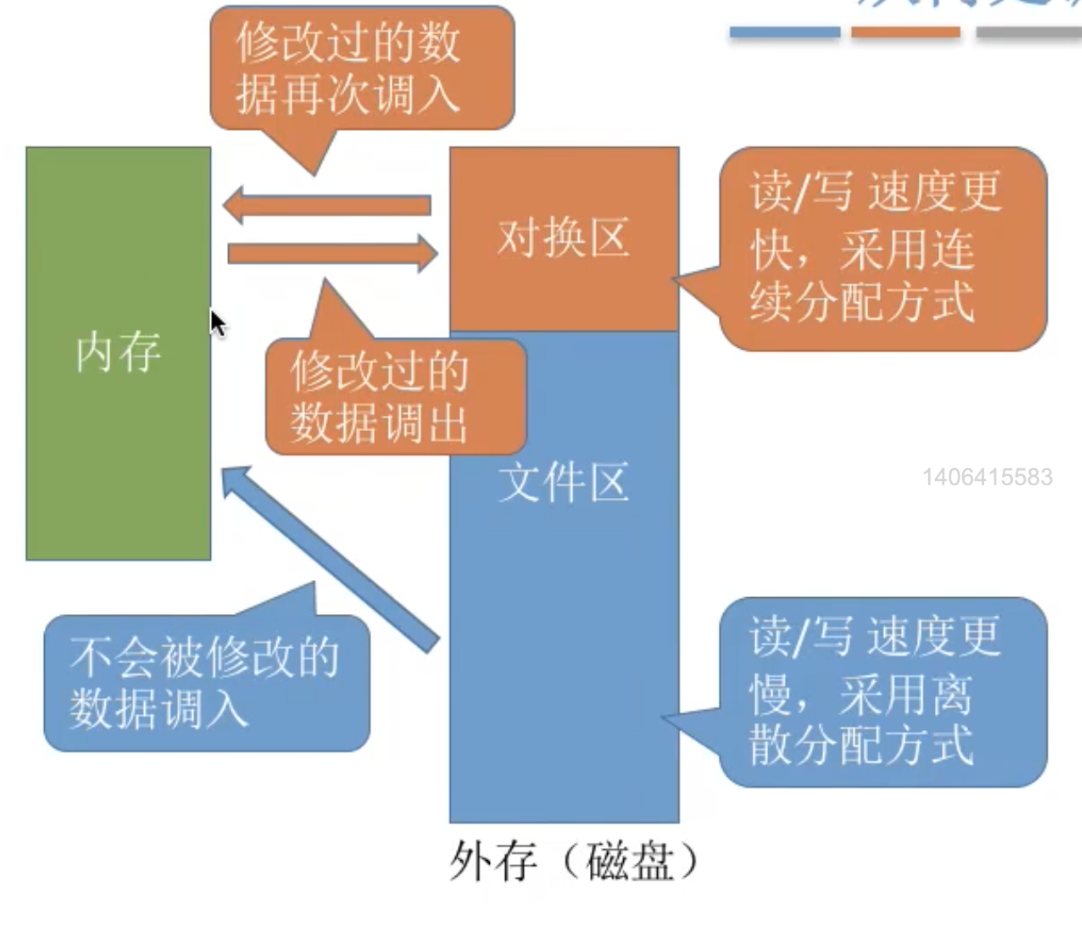 修改过的数
据再次调入
读/写 速度更
快，采用连
续分配方式
对换区
内存
修改过的
数据调出
文件区
1406415583
不会被修改的
数据调入
读/写 速度更
慢，采用离
散分配方式
外存（磁盘）